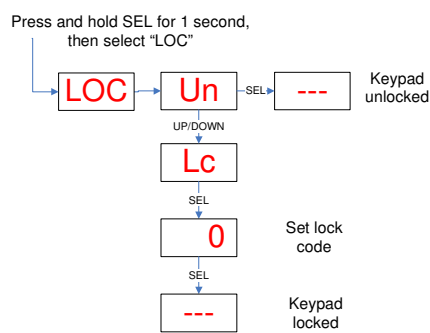 Press and hold SEL for 1 second,
then select “LOC”
LOC
Un
SEL
---
Keypad
unlocked
UP/DOWN
Lc
SEL
0
Set lock
code
SEL
---
Keypad
locked